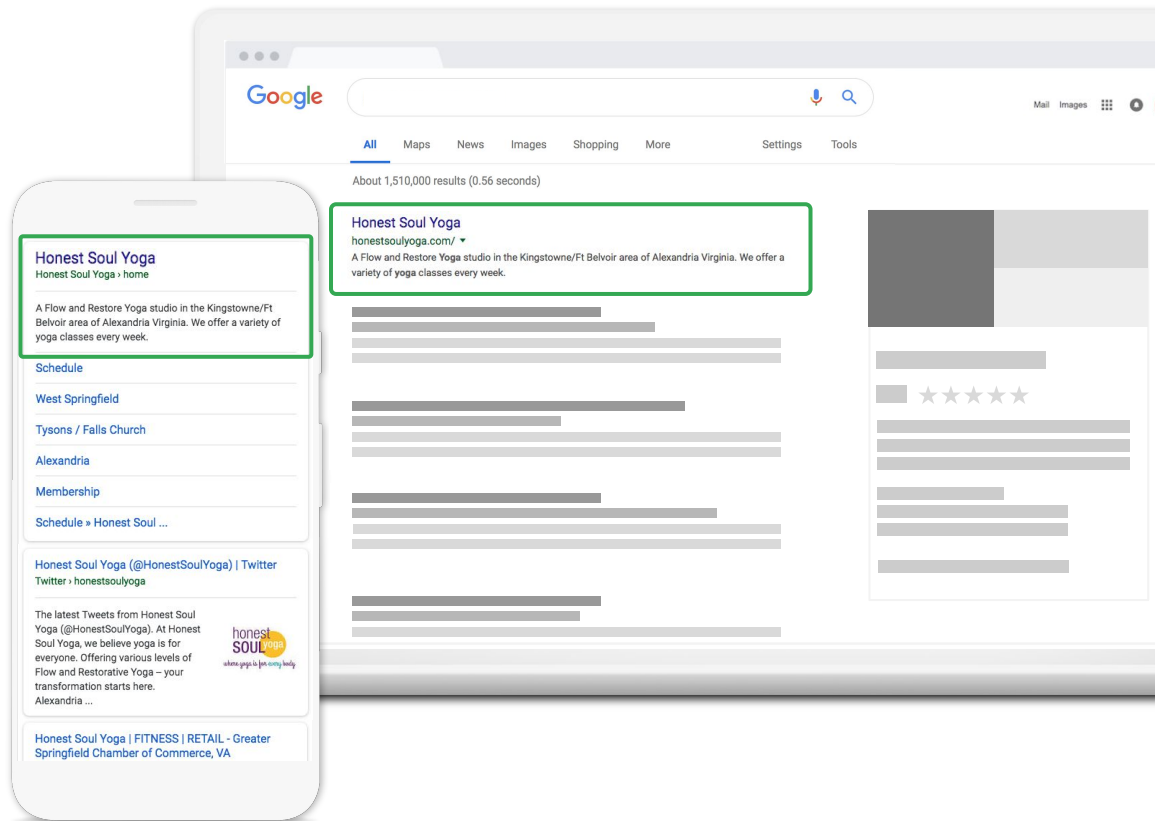 Google
Mail Images
All Maps News Images Shopping More Settings Tools
About 1,510,000 results (0.56 seconds)
Honest Soul Yoga
honestsoulyoga.com/
A Flow and Restore Yoga studio in the Kingstowne/Ft Belvoir area of Alexandria Virginia. We offer a
variety of yoga classes every week.
Honest Soul Yoga
Honest Soul Yoga › home
A Flow and Restore Yoga studio in the Kingstowne/Ft
Belvoir area of Alexandria Virginia. We offer a variety of
yoga classes every week.
Schedule
West Springfield
Tysons / Falls Church
Alexandria
Membership
Schedule » Honest Soul ...
Honest Soul Yoga (@HonestSoulYoga) | Twitter
Twitter › honestsoulyoga
The latest Tweets from Honest Soul
Yoga (@HonestSoulYoga). At Honest
Soul Yoga, we believe yoga is for
everyone. Offering various levels of
Flow and Restorative Yoga – your
transformation starts here.
Alexandria ...
honest
SOUL yoga
where yoga is for every body
Honest Soul Yoga | FITNESS | RETAIL - Greater
Springfield Chamber of Commerce, VA